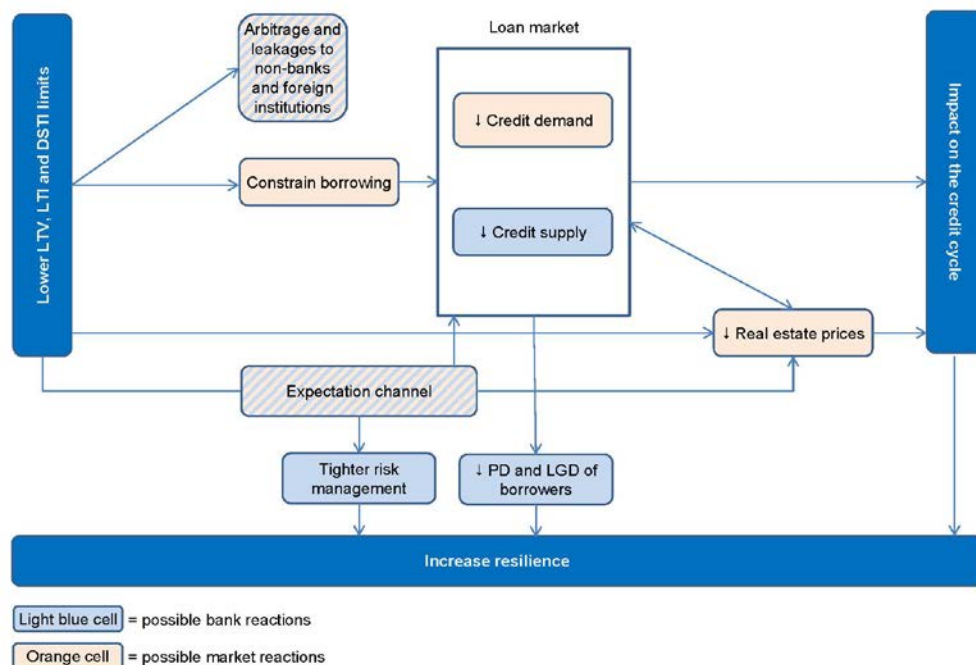 Lower LTV, LTI and DSTI limits
Arbitrage and
leakages to
non-banks
and foreign
institutions
Loan market
↓ Credit demand
Constrain borrowing
↓ Credit supply
Impact on the credit
cycle
↓ Real estate prices
Expectation channel
Tighter risk
management
↓ PD and LGD of
borrowers
Increase resilience
Light blue cell = possible bank reactions
Orange cell = possible market reactions